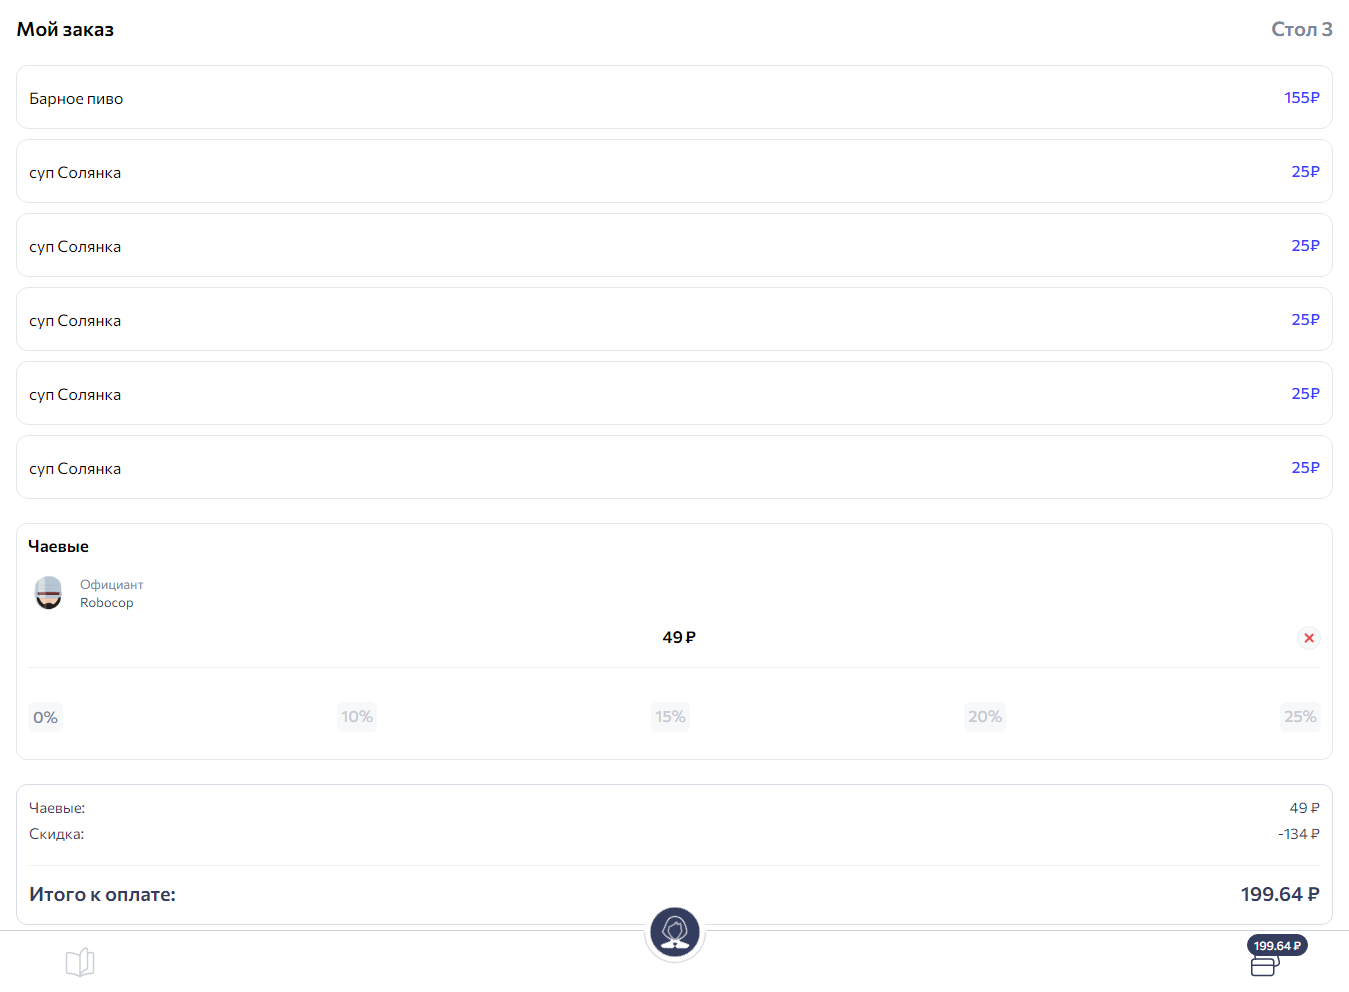 Мой заказ
Стол 3
Барное пиво 155₽
суп Солянка 25₽
суп Солянка 25₽
суп Солянка 25₽
суп Солянка 25₽
суп Солянка 25₽
Чаевые
Официант
Robocop
49 ₽
0% 10% 15% 20% 25%
Чаевые: 49 ₽
Скидка: -134 ₽
Итого к оплате: 199.64 ₽
199.64 ₽